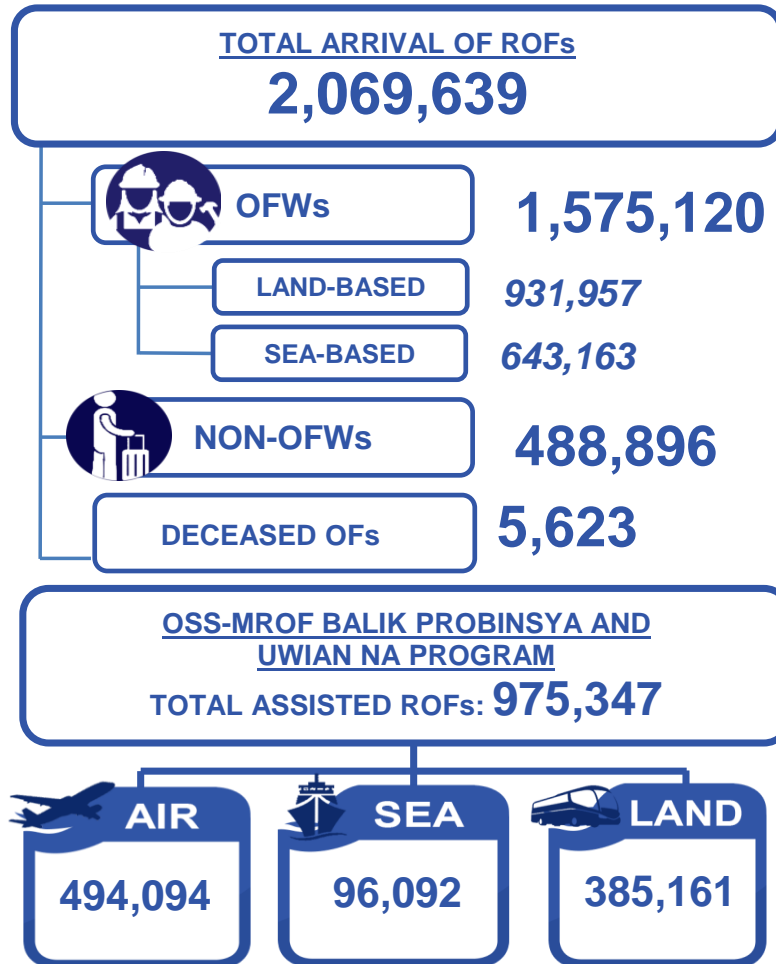 TOTAL ARRIVAL OF ROFs
2,069,639
OFWs 1,575,120
LAND-BASED 931,957
SEA-BASED 643,163
NON-OFWs 488,896
DECEASED OFs 5,623
OSS-MROF BALIK PROBINSYA AND
UWIAN NA PROGRAM
TOTAL ASSISTED ROFs: 975,347
AIR SEA LAND
494,094 96,092 385,161